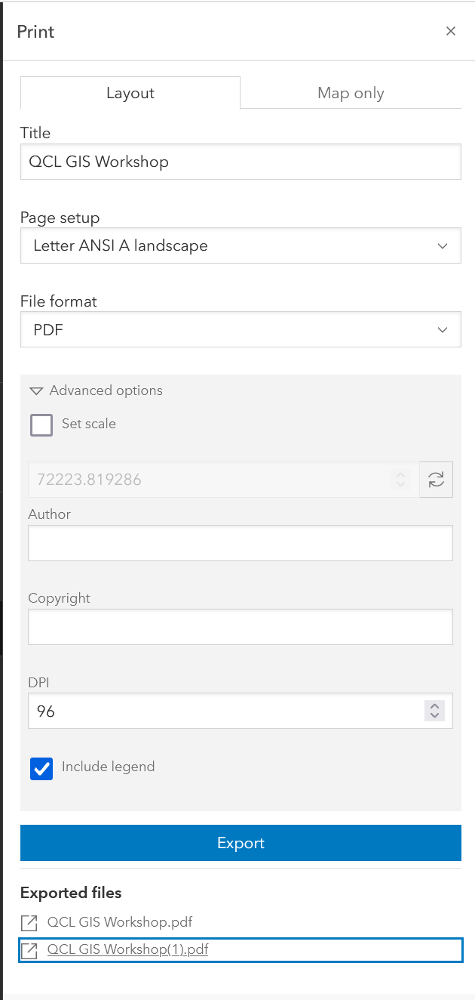 Print
Layout
Map only
Title
QCL GIS Workshop
Page setup
Letter ANSI A landscape
File format
PDF
Advanced options
Set scale
72223.819286
Author
Copyright
DPI
96
Include legend
Export
Exported files
QCL GIS Workshop.pdf
QCL GIS Workshop(1).pdf